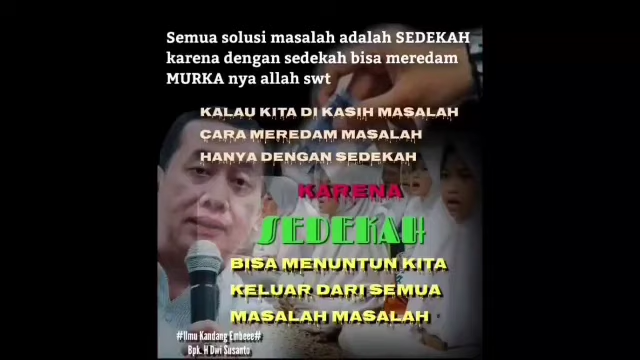 Semua solusi masalah adalah SEDEKAH
karena dengan sedekah bisa meredam
MURKA nya allah swt
KALAU KITA DI KASIH MASALAH
CARA MEREDAM MASALAH
HANYA DENGAN SEDEKAH
KARENA
SEDEKAH
BISA MENUNTUN KITA
KELUAR DARI SEMUA
MASALAH MASALAH
#Ilmu Kandang Embeee#
Bpk. H Dwi Susanto